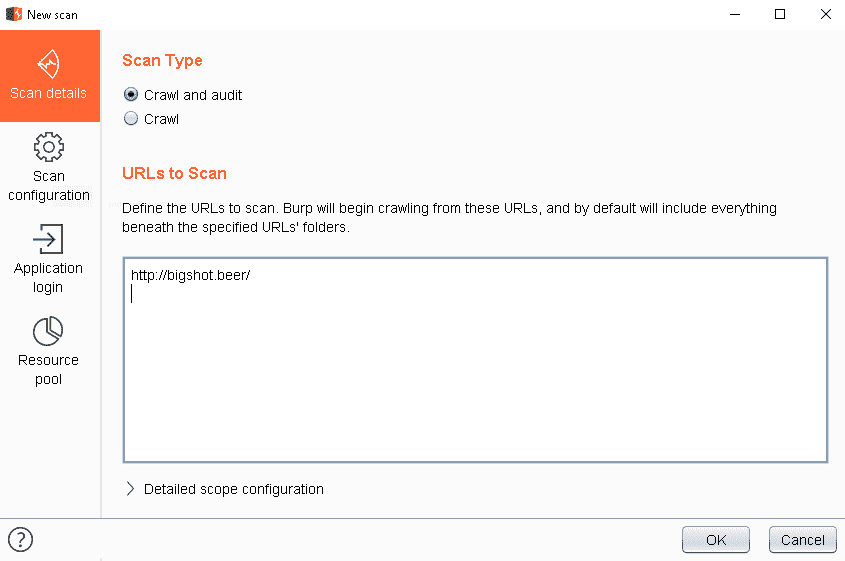 New scan
Scan details
Scan
configuration
Application
login
Resource
pool
Scan Type
Crawl and audit
Crawl
URLs to Scan
Define the URLs to scan. Burp will begin crawling from these URLs, and by default will include everything
beneath the specified URLs' folders.
http://bigshot.beer/
Detailed scope configuration
?
OK
Cancel